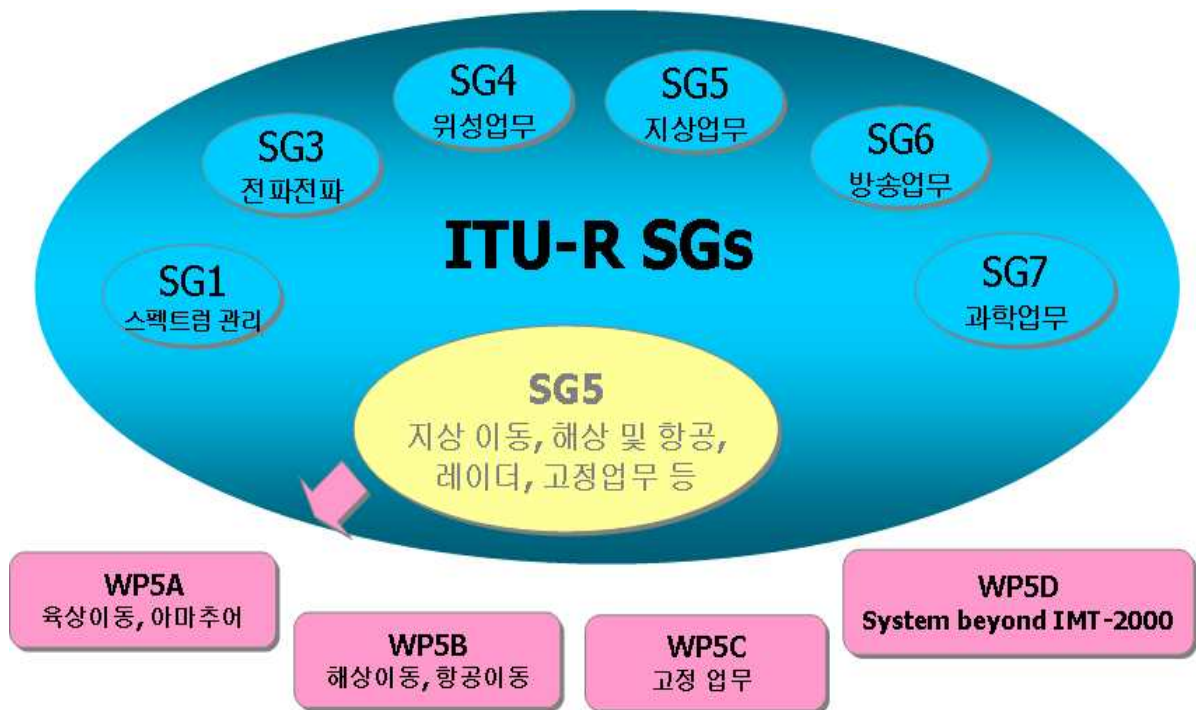 SG4
위성업무
SG5
지상업무
SG3
전파전파
SG6
방송업무
ITU-R SGs
SG1
스펙트럼 관리
SG7
과학업무
SG5
지상 이동, 해상 및 항공,
레이더, 고정업무 등
WP5A
육상이동, 아마추어
WP5B
해상이동, 항공이동
WP5C
고정 업무
WP5D
System beyond IMT-2000